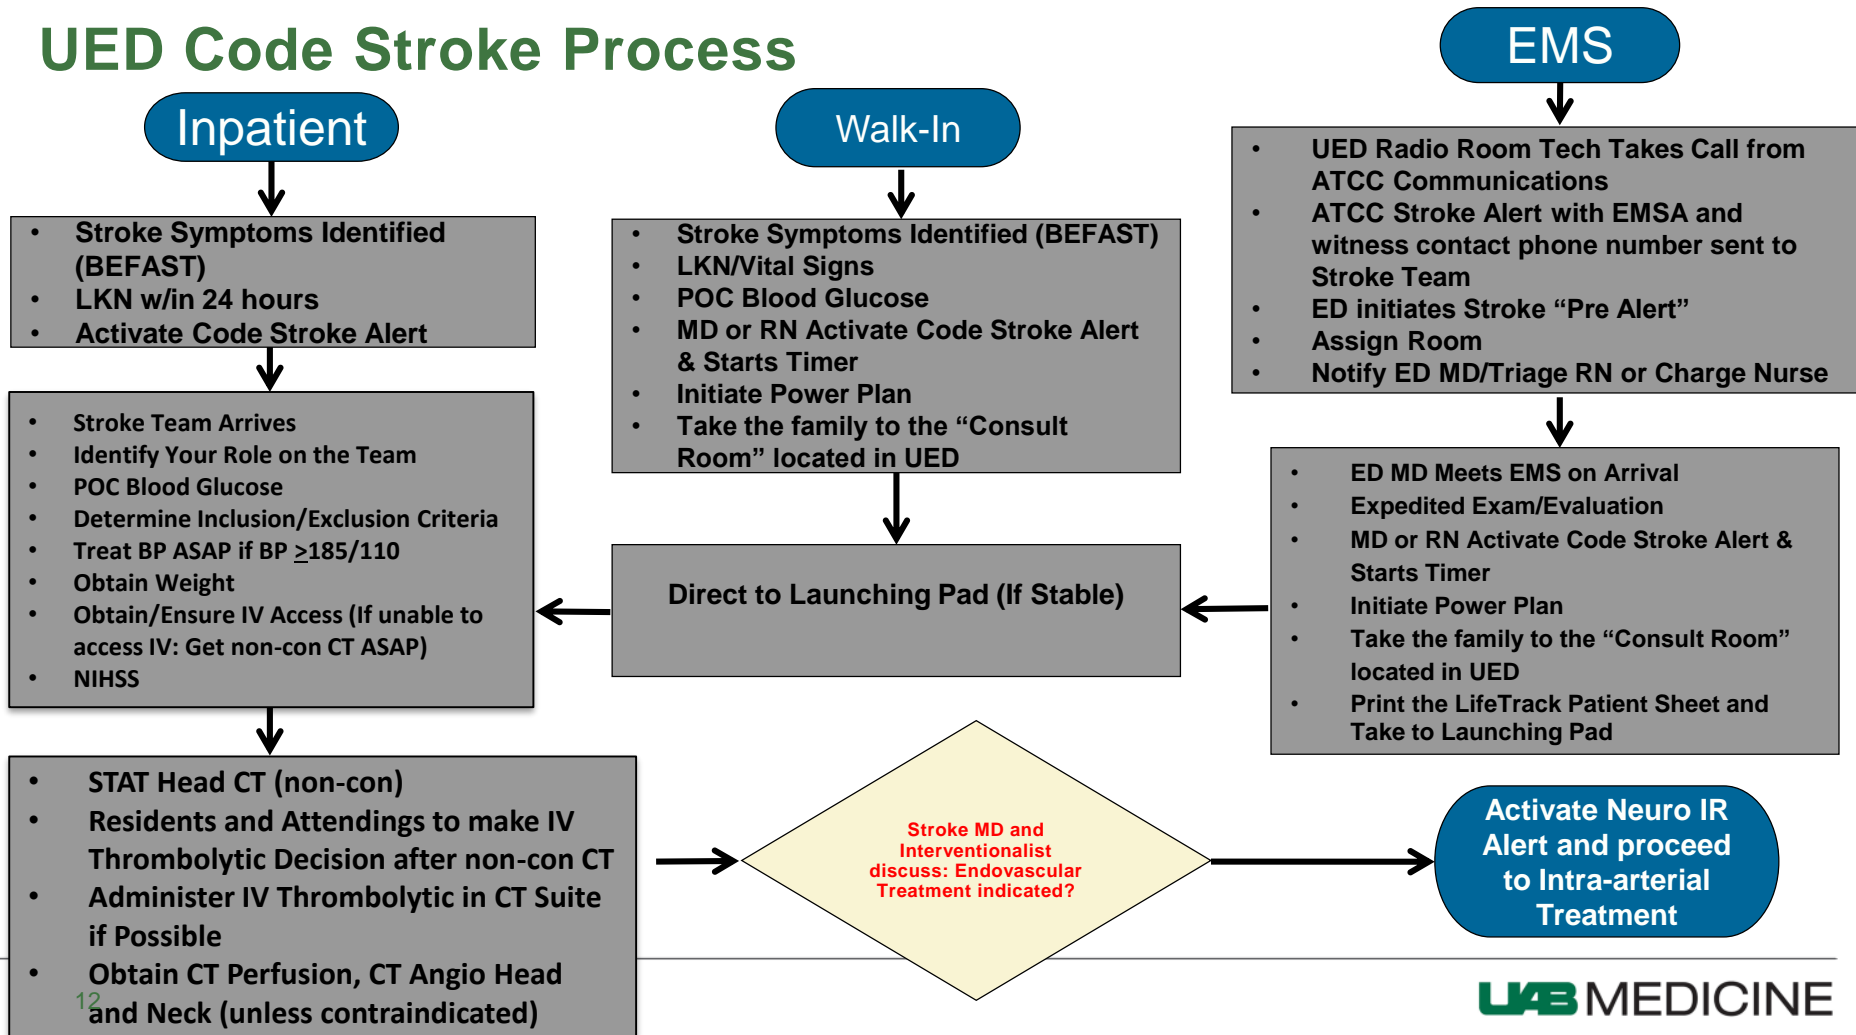 UED Code Stroke Process
Inpatient
• Stroke Symptoms Identified
(BEFAST)
• LKN w/in 24 hours
• Activate Code Stroke Alert
• Stroke Team Arrives
• Identify Your Role on the Team
• POC Blood Glucose
• Determine Inclusion/Exclusion Criteria
• Treat BP ASAP if BP >185/110
• Obtain Weight
• Obtain/Ensure IV Access (If unable to
access IV: Get non-con CT ASAP)
• NIHSS
• STAT Head CT (non-con)
• Residents and Attendings to make IV
Thrombolytic Decision after non-con CT
• Administer IV Thrombolytic in CT Suite
if Possible
• Obtain CT Perfusion, CT Angio Head
and Neck (unless contraindicated)
Walk-In
• Stroke Symptoms Identified (BEFAST)
• LKN/Vital Signs
• POC Blood Glucose
• MD or RN Activate Code Stroke Alert
& Starts Timer
• Initiate Power Plan
• Take the family to the “Consult
Room” located in UED
Direct to Launching Pad (If Stable)
EMS
• UED Radio Room Tech Takes Call from
ATCC Communications
• ATCC Stroke Alert with EMSA and
witness contact phone number sent to
Stroke Team
• ED initiates Stroke “Pre Alert”
• Assign Room
• Notify ED MD/Triage RN or Charge Nurse
• ED MD Meets EMS on Arrival
• Expedited Exam/Evaluation
• MD or RN Activate Code Stroke Alert &
Starts Timer
• Initiate Power Plan
• Take the family to the “Consult Room”
located in UED
• Print the LifeTrack Patient Sheet and
Take to Launching Pad
Stroke MD and
Interventionalist
discuss: Endovascular
Treatment indicated?
Activate Neuro IR
Alert and proceed
to Intra-arterial
Treatment
12
UAB MEDICINE